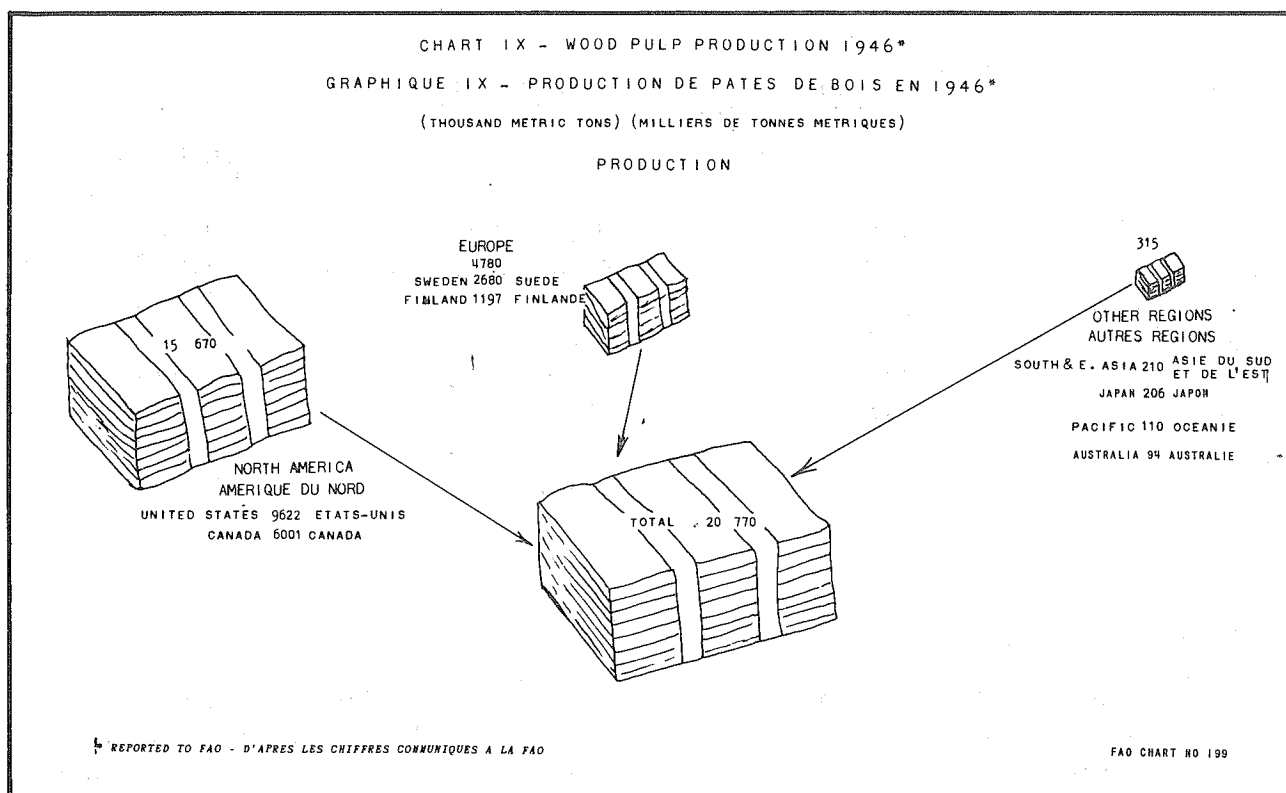 CHART IX - WOOD PULP PRODUCTION 1946*
GRAPHIQUE IX - PRODUCTION DE PATES DE BOIS EN 1946*
(THOUSAND METRIC TONS) (MILLIERS DE TONNES METRIQUES)
PRODUCTION
EUROPE
4780
SWEDEN 2680 SUEDE
FINLAND 1197 FINLANDE
315
OTHER REGIONS
AUTRES REGIONS
SOUTH & E. ASIA 210 ASIE DU SUD ET DE L'EST
JAPAN 206 JAPON
PACIFIC 110 OCEANIE
AUSTRALIA 94 AUSTRALIE
15 670
NORTH AMERICA
AMERIQUE DU NORD
UNITED STATES 9622 ETATS-UNIS
CANADA 6001 CANADA
TOTAL 20 770
* REPORTED TO FAO - D'APRES LES CHIFFRES COMMUNIQUES A LA FAO
FAO CHART NO 199